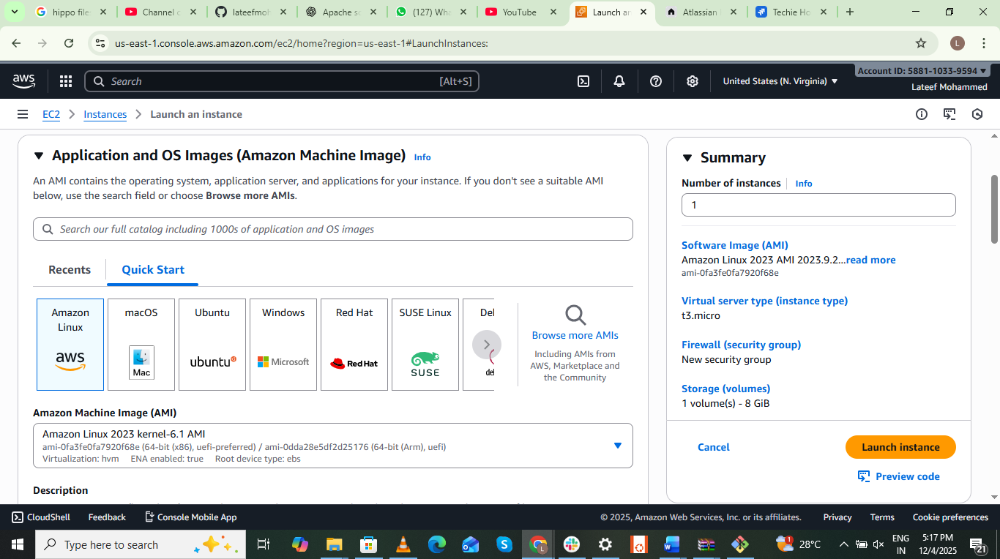 hippo file
Channel c
lateefmoh
Apache so
(127) Wha
YouTube
Launch an
Atlassian
Techie Ho
us-east-1.console.aws.amazon.com/ec2/home?region=us-east-1#LaunchInstances:
L
aws
Search
[Alt+S]
United States (N. Virginia)
Account ID: 5881-1033-9594
Lateef Mohammed
EC2
Instances
Launch an instance
Application and OS Images (Amazon Machine Image)
Info
An AMI contains the operating system, application server, and applications for your instance. If you don't see a suitable AMI
below, use the search field or choose Browse more AMIs.
Search our full catalog including 1000s of application and OS images
Recents
Quick Start
Amazon
Linux
aws
macOS
Mac
Ubuntu
ubuntu
Windows
Microsoft
Red Hat
Red Hat
SUSE Linux
SUSE
Del
del
Browse more AMIs
Including AMIs from
AWS, Marketplace and
the Community
Amazon Machine Image (AMI)
Amazon Linux 2023 kernel-6.1 AMI
ami-0fa3fe0fa7920f68e (64-bit (x86), uefi-preferred) / ami-0dda28e5df2d25176 (64-bit (Arm), uefi)
Virtualization: hvm ENA enabled: true Root device type: ebs
Description
Summary
Number of instances
Info
1
Software Image (AMI)
Amazon Linux 2023 AMI 2023.9.2...read more
ami-0fa3fe0fa7920f68e
Virtual server type (instance type)
t3.micro
Firewall (security group)
New security group
Storage (volumes)
1 volume(s) - 8 GiB
Cancel
Launch instance
Preview code
CloudShell
Feedback
Console Mobile App
© 2025, Amazon Web Services, Inc. or its affiliates.
Privacy
Terms
Cookie preferences
Type here to search
1
28°C
ENG
IN
5:17 PM
12/4/2025
21